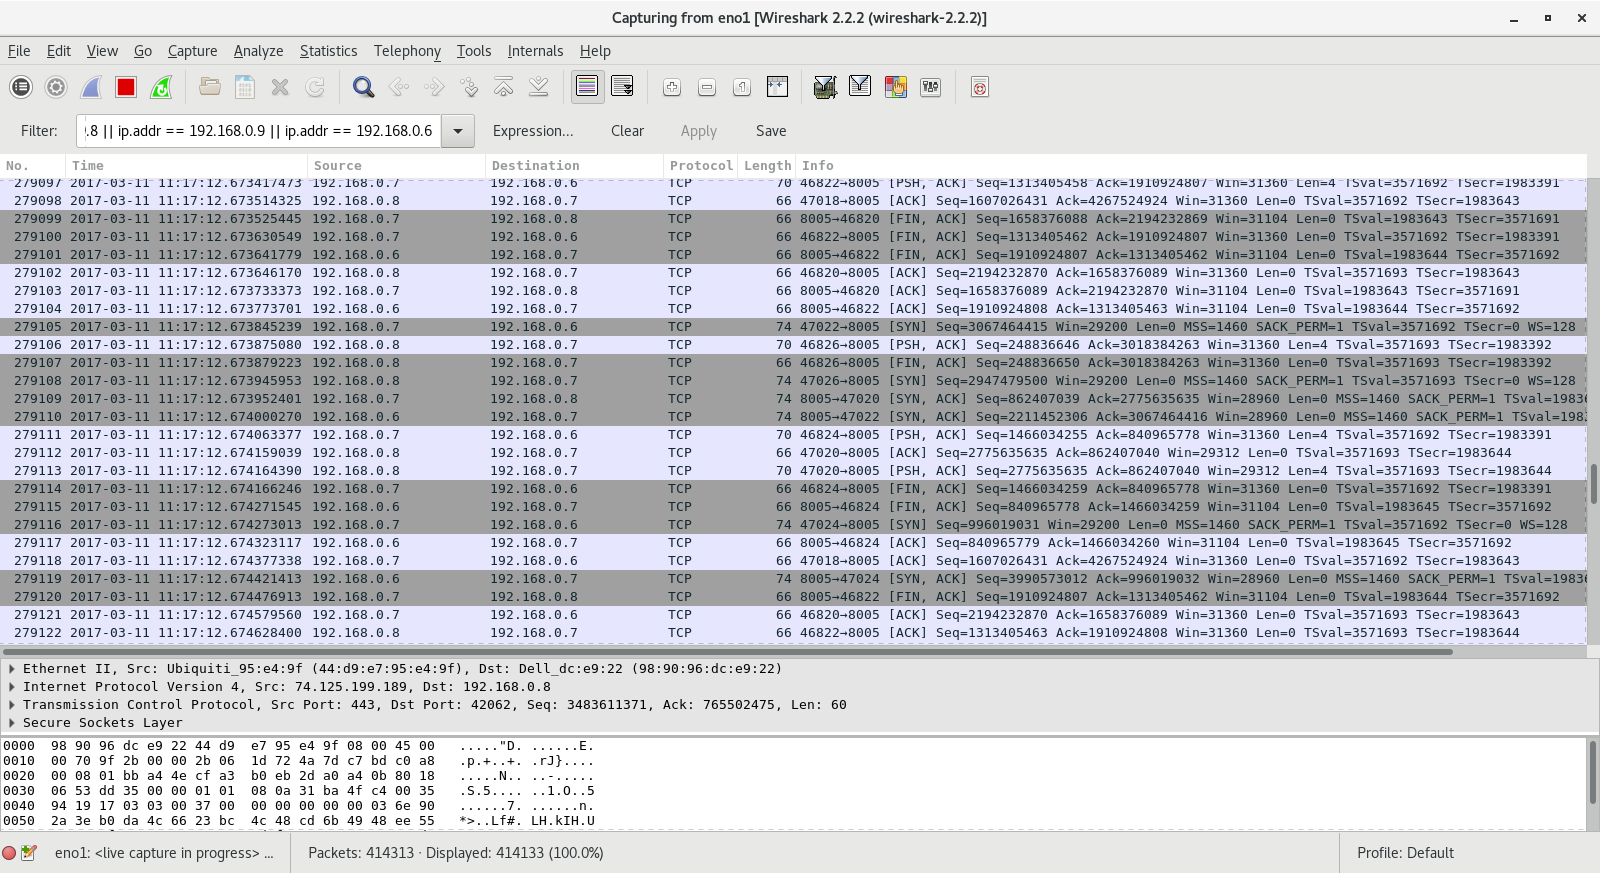 Capturing from eno1 [Wireshark 2.2.2 (wireshark-2.2.2)]
File Edit View Go Capture Analyze Statistics Telephony Tools Internals Help
Filter: .8 || ip.addr == 192.168.0.9 || ip.addr == 192.168.0.6 Expression... Clear Apply Save
No. Time Source Destination Protocol Length Info
279097 2017-03-11 11:17:12.673417473 192.168.0.7 192.168.0.6 TCP 70 46822→8005 [PSH, ACK] Seq=1313405458 Ack=1910924807 Win=31360 Len=4 TSval=3571692 TSecr=1983391
279098 2017-03-11 11:17:12.673514325 192.168.0.8 192.168.0.7 TCP 66 47018→8005 [ACK] Seq=1607026431 Ack=4267524924 Win=31360 Len=0 TSval=3571692 TSecr=1983643
279099 2017-03-11 11:17:12.673525445 192.168.0.7 192.168.0.8 TCP 66 8005→46820 [FIN, ACK] Seq=1658376088 Ack=2194232869 Win=31104 Len=0 TSval=1983643 TSecr=3571691
279100 2017-03-11 11:17:12.673630549 192.168.0.7 192.168.0.6 TCP 66 46822→8005 [FIN, ACK] Seq=1313405462 Ack=1910924807 Win=31360 Len=0 TSval=3571692 TSecr=1983391
279101 2017-03-11 11:17:12.673641779 192.168.0.6 192.168.0.7 TCP 66 8005→46822 [FIN, ACK] Seq=1910924807 Ack=1313405462 Win=31104 Len=0 TSval=1983644 TSecr=3571692
279102 2017-03-11 11:17:12.673646170 192.168.0.8 192.168.0.7 TCP 66 46820→8005 [ACK] Seq=2194232870 Ack=1658376089 Win=31360 Len=0 TSval=3571693 TSecr=1983643
279103 2017-03-11 11:17:12.673733373 192.168.0.7 192.168.0.8 TCP 66 8005→46820 [ACK] Seq=1658376089 Ack=2194232870 Win=31104 Len=0 TSval=1983643 TSecr=3571691
279104 2017-03-11 11:17:12.673773701 192.168.0.6 192.168.0.7 TCP 66 8005→46822 [ACK] Seq=1910924808 Ack=1313405463 Win=31104 Len=0 TSval=1983644 TSecr=3571692
279105 2017-03-11 11:17:12.673845239 192.168.0.7 192.168.0.6 TCP 74 47022→8005 [SYN] Seq=3067464415 Win=29200 Len=0 MSS=1460 SACK_PERM=1 TSval=3571692 TSecr=0 WS=128
279106 2017-03-11 11:17:12.673875080 192.168.0.8 192.168.0.7 TCP 70 46826→8005 [PSH, ACK] Seq=248836646 Ack=3018384263 Win=31360 Len=4 TSval=3571693 TSecr=1983392
279107 2017-03-11 11:17:12.673879223 192.168.0.8 192.168.0.7 TCP 66 46826→8005 [FIN, ACK] Seq=248836650 Ack=3018384263 Win=31360 Len=0 TSval=3571693 TSecr=1983392
279108 2017-03-11 11:17:12.673945953 192.168.0.8 192.168.0.7 TCP 74 47026→8005 [SYN] Seq=2947479500 Win=29200 Len=0 MSS=1460 SACK_PERM=1 TSval=3571693 TSecr=0 WS=128
279109 2017-03-11 11:17:12.673952401 192.168.0.7 192.168.0.8 TCP 74 8005→47020 [SYN, ACK] Seq=862407039 Ack=2775635635 Win=28960 Len=0 MSS=1460 SACK_PERM=1 TSval=1983
279110 2017-03-11 11:17:12.674000270 192.168.0.6 192.168.0.7 TCP 74 8005→47022 [SYN, ACK] Seq=2211452306 Ack=3067464416 Win=28960 Len=0 MSS=1460 SACK_PERM=1 TSval=198
279111 2017-03-11 11:17:12.674063377 192.168.0.7 192.168.0.6 TCP 70 46824→8005 [PSH, ACK] Seq=1466034255 Ack=840965778 Win=31360 Len=4 TSval=3571692 TSecr=1983391
279112 2017-03-11 11:17:12.674159039 192.168.0.8 192.168.0.7 TCP 66 47020→8005 [ACK] Seq=2775635635 Ack=862407040 Win=29312 Len=0 TSval=3571693 TSecr=1983644
279113 2017-03-11 11:17:12.674164390 192.168.0.8 192.168.0.7 TCP 70 47020→8005 [PSH, ACK] Seq=2775635635 Ack=862407040 Win=29312 Len=4 TSval=3571693 TSecr=1983644
279114 2017-03-11 11:17:12.674166246 192.168.0.7 192.168.0.6 TCP 66 46824→8005 [FIN, ACK] Seq=1466034259 Ack=840965778 Win=31360 Len=0 TSval=3571692 TSecr=1983391
279115 2017-03-11 11:17:12.674271545 192.168.0.6 192.168.0.7 TCP 66 8005→46824 [FIN, ACK] Seq=840965778 Ack=1466034259 Win=31104 Len=0 TSval=1983645 TSecr=3571692
279116 2017-03-11 11:17:12.674273013 192.168.0.7 192.168.0.6 TCP 74 47024→8005 [SYN] Seq=996019031 Win=29200 Len=0 MSS=1460 SACK_PERM=1 TSval=3571692 TSecr=0 WS=128
279117 2017-03-11 11:17:12.674323117 192.168.0.6 192.168.0.7 TCP 66 8005→46824 [ACK] Seq=840965779 Ack=1466034260 Win=31104 Len=0 TSval=1983645 TSecr=3571692
279118 2017-03-11 11:17:12.674377338 192.168.0.7 192.168.0.6 TCP 66 47018→8005 [ACK] Seq=1607026431 Ack=4267524924 Win=31360 Len=0 TSval=3571692 TSecr=1983643
279119 2017-03-11 11:17:12.674421413 192.168.0.6 192.168.0.7 TCP 74 8005→47024 [SYN, ACK] Seq=3990573012 Ack=996019032 Win=28960 Len=0 MSS=1460 SACK_PERM=1 TSval=1983
279120 2017-03-11 11:17:12.674476913 192.168.0.7 192.168.0.8 TCP 66 8005→46822 [FIN, ACK] Seq=1910924807 Ack=1313405462 Win=31104 Len=0 TSval=1983644 TSecr=3571692
279121 2017-03-11 11:17:12.674579560 192.168.0.7 192.168.0.6 TCP 66 46820→8005 [ACK] Seq=2194232870 Ack=1658376089 Win=31360 Len=0 TSval=3571693 TSecr=1983643
279122 2017-03-11 11:17:12.674628400 192.168.0.8 192.168.0.7 TCP 66 46822→8005 [ACK] Seq=1313405463 Ack=1910924808 Win=31360 Len=0 TSval=3571693 TSecr=1983644
Ethernet II, Src: Ubiquiti_95:e4:9f (44:d9:e7:95:e4:9f), Dst: Dell_dc:e9:22 (98:90:96:dc:e9:22)
Internet Protocol Version 4, Src: 74.125.199.189, Dst: 192.168.0.8
Transmission Control Protocol, Src Port: 443, Dst Port: 42062, Seq: 3483611371, Ack: 765502475, Len: 60
Secure Sockets Layer
0000 98 90 96 dc e9 22 44 d9 e7 95 e4 9f 08 00 45 00 ....."D. ......E.
0010 00 70 9f 2b 00 00 2b 06 1d 72 4a 7d c7 bd c0 a8 .p.+..+. .rJ}....
0020 00 08 01 bb a4 4e cf a3 b0 eb 2d a0 a4 0b 80 18 .....N.. ..-.....
0030 06 53 dd 35 00 00 01 01 08 0a 31 ba 4f c4 00 35 .S.5.... ..1.O..5
0040 94 19 17 03 03 00 37 00 00 00 00 00 00 03 6e 90 ......7. ......n.
0050 2a 3e b0 da 4c 66 23 bc 4c 48 cd 6b 49 48 ee 55 *>..Lf#. LH.kIH.U
eno1: <live capture in progress> ... Packets: 414313 · Displayed: 414133 (100.0%) Profile: Default